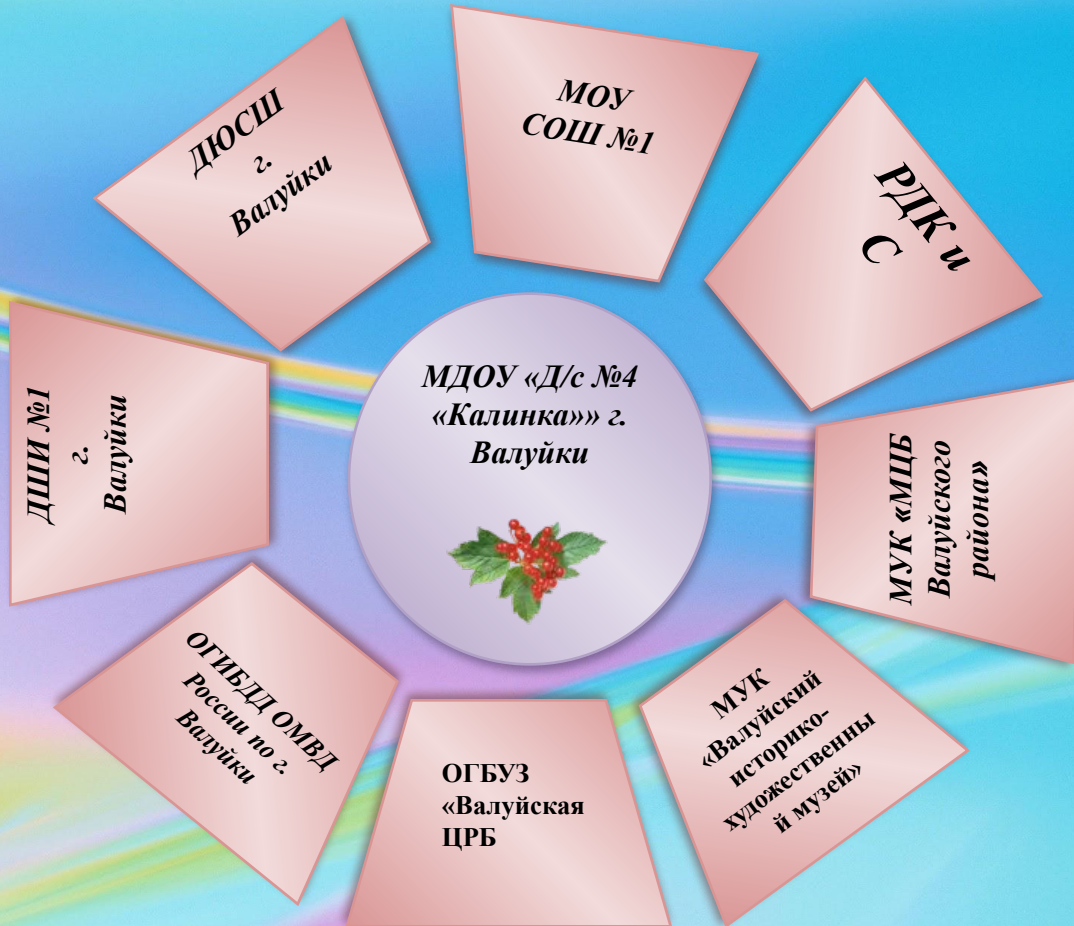 ДЮСШ
г.
Валуйки
МОУ
СОШ №1
РДК и
С
ДШИ №1
г.
Валуйки
МДОУ «Д/с №4
«Калинка»» г.
Валуйки
МУК «МЦБ
Валуйского
района»
ОГИБДД ОМВД
России по г.
Валуйки
ОГБУЗ
«Валуйская
ЦРБ
МУК
«Валуйский
историко-
художественны
й музей»